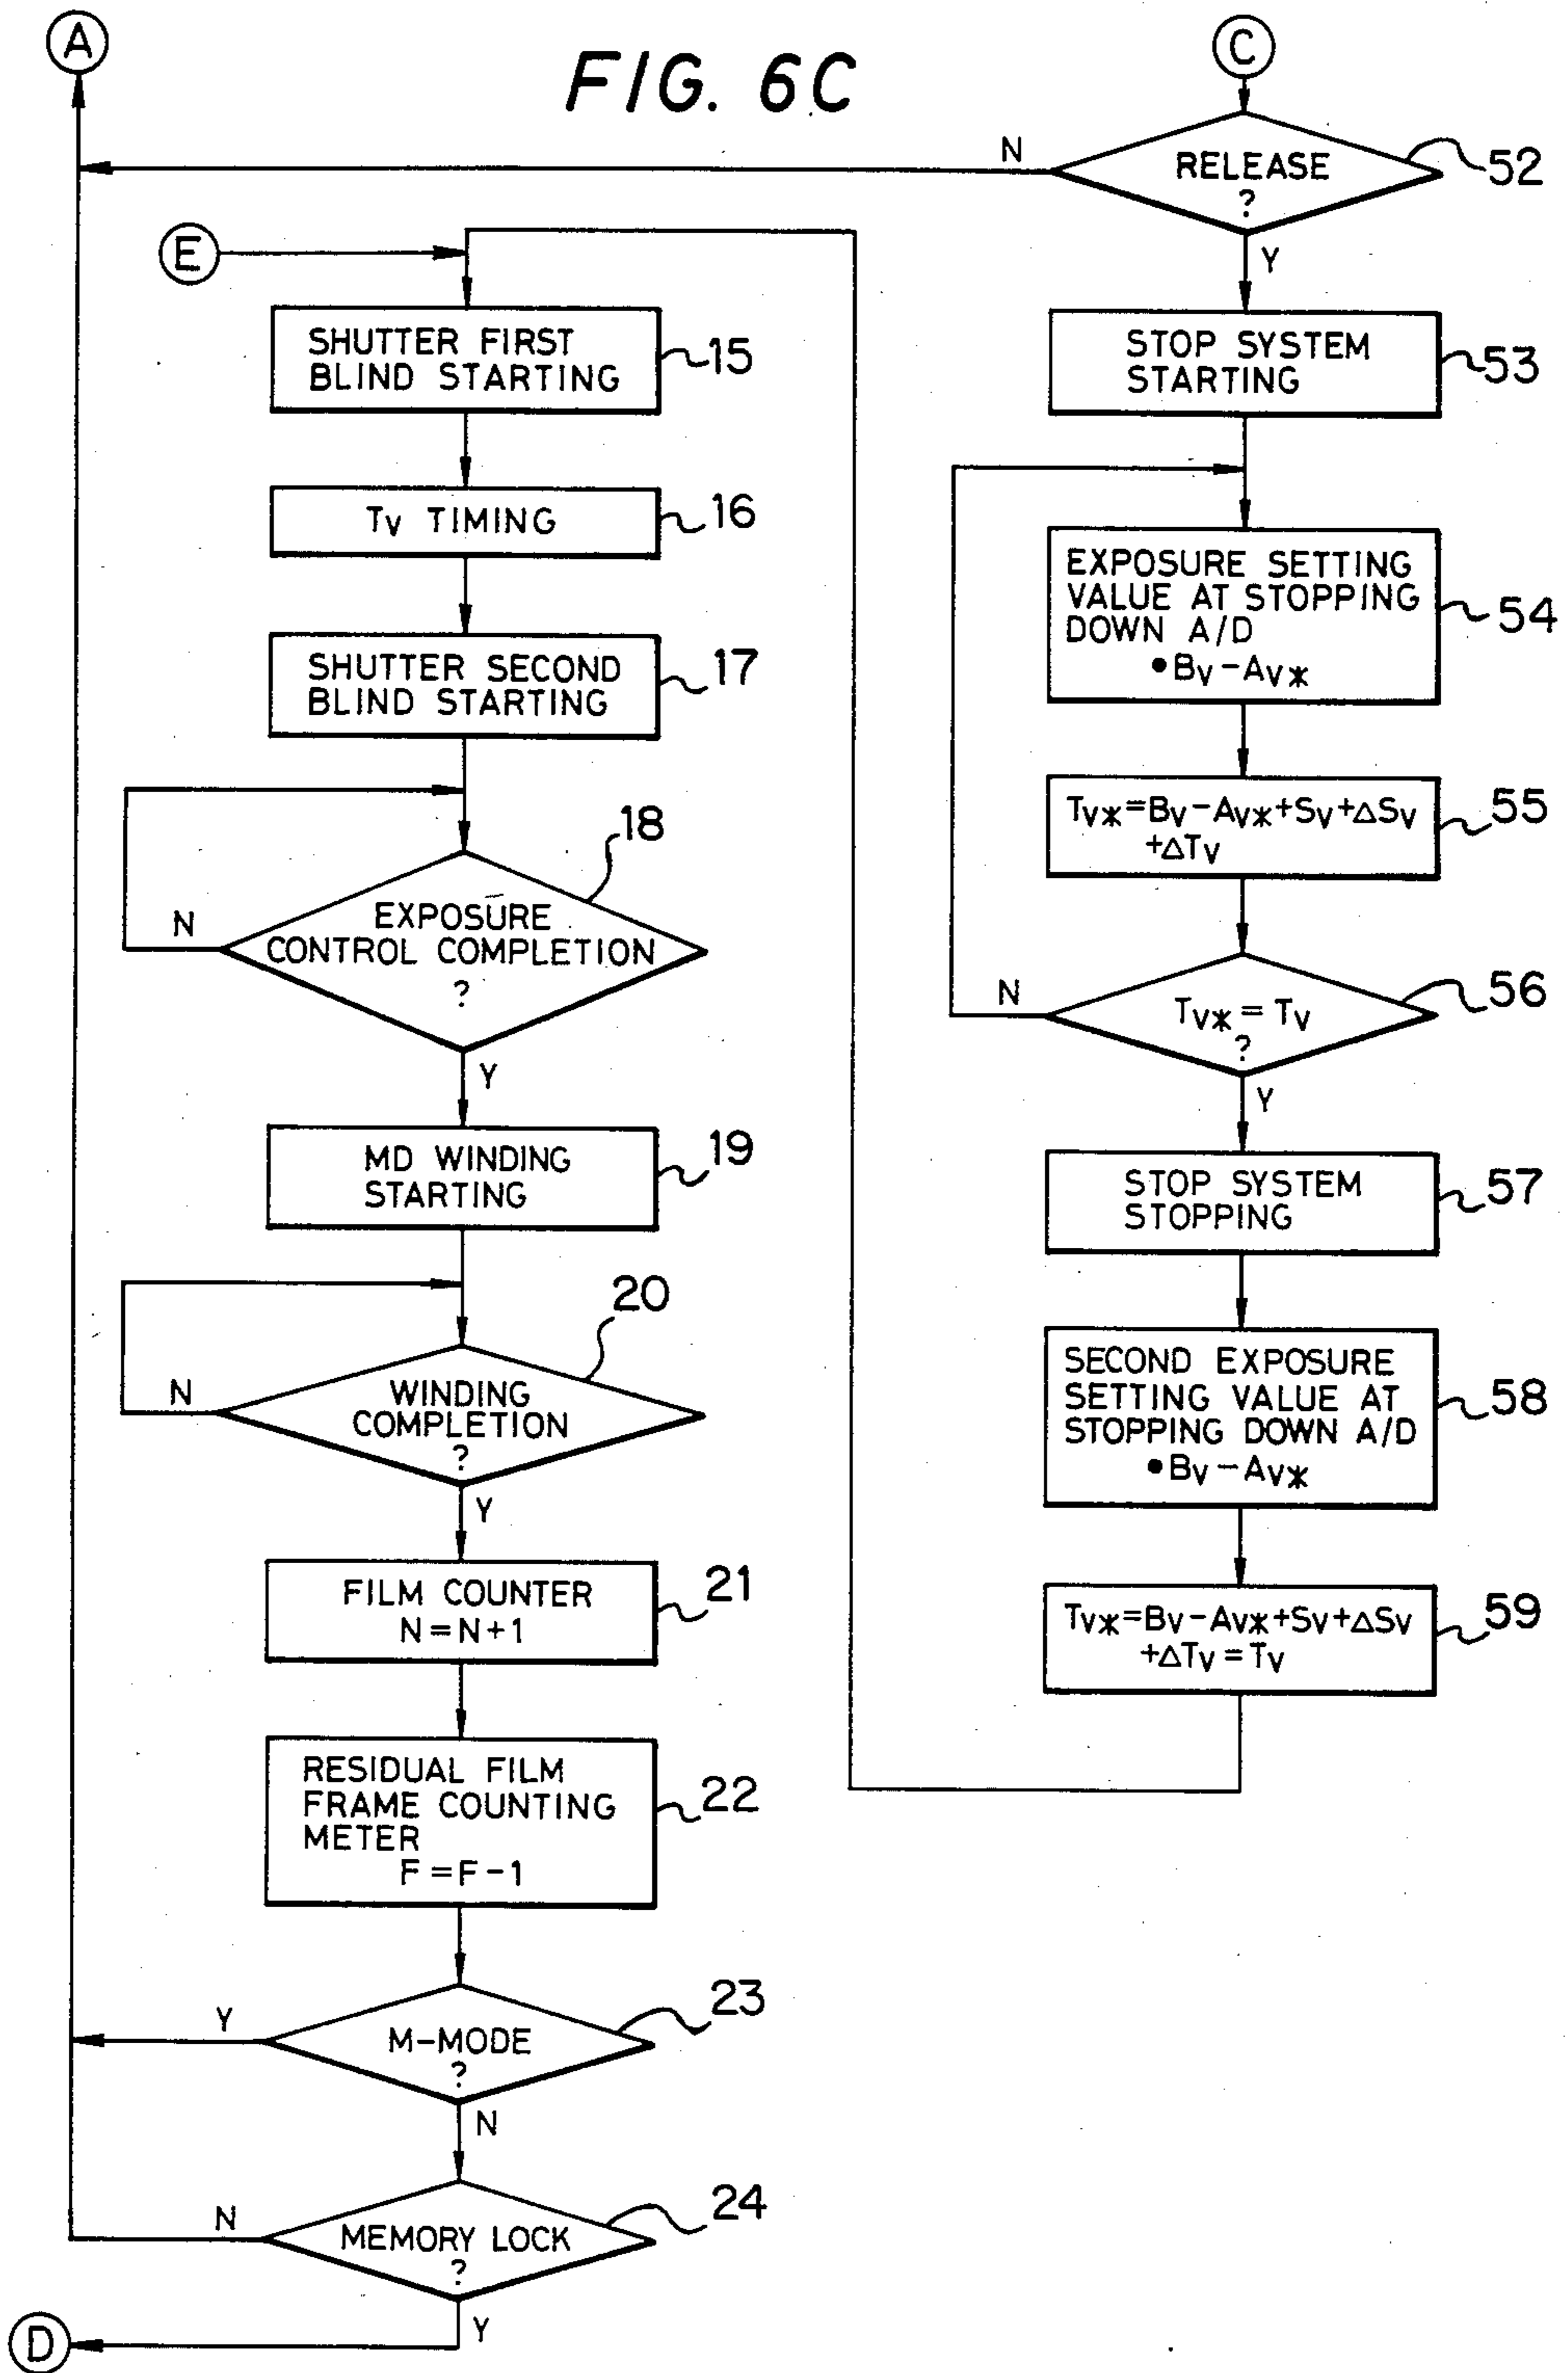 A
FIG. 6C
C
N
RELEASE
?
52
Y
E
SHUTTER FIRST
BLIND STARTING
15
TV TIMING
16
SHUTTER SECOND
BLIND STARTING
17
18
EXPOSURE
CONTROL COMPLETION
?
N
Y
MD WINDING
STARTING
19
20
WINDING
COMPLETION
?
N
Y
FILM COUNTER
N=N+1
21
RESIDUAL FILM
FRAME COUNTING
METER
F=F-1
22
23
Y
M-MODE
?
N
24
N
MEMORY LOCK
?
Y
D
STOP SYSTEM
STARTING
53
EXPOSURE SETTING
VALUE AT STOPPING
DOWN A/D
•BV-AV*
54
TV*=BV-AV*+SV+ΔSV
+ΔTV
55
56
N
TV*=TV
?
Y
STOP SYSTEM
STOPPING
57
SECOND EXPOSURE
SETTING VALUE AT
STOPPING DOWN A/D
•BV-AV*
58
TV*=BV-AV*+SV+ΔSV
+ΔTV=TV
59